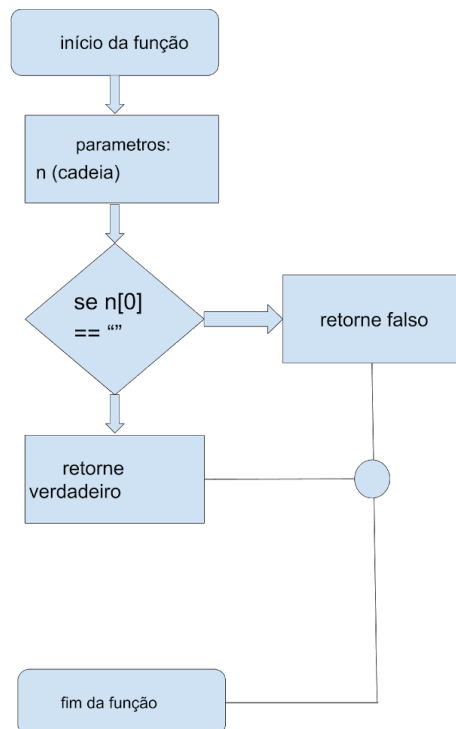 início da função
parametros:
n (cadeia)
se n[0]
== “”
retorne falso
retorne
verdadeiro
fim da função